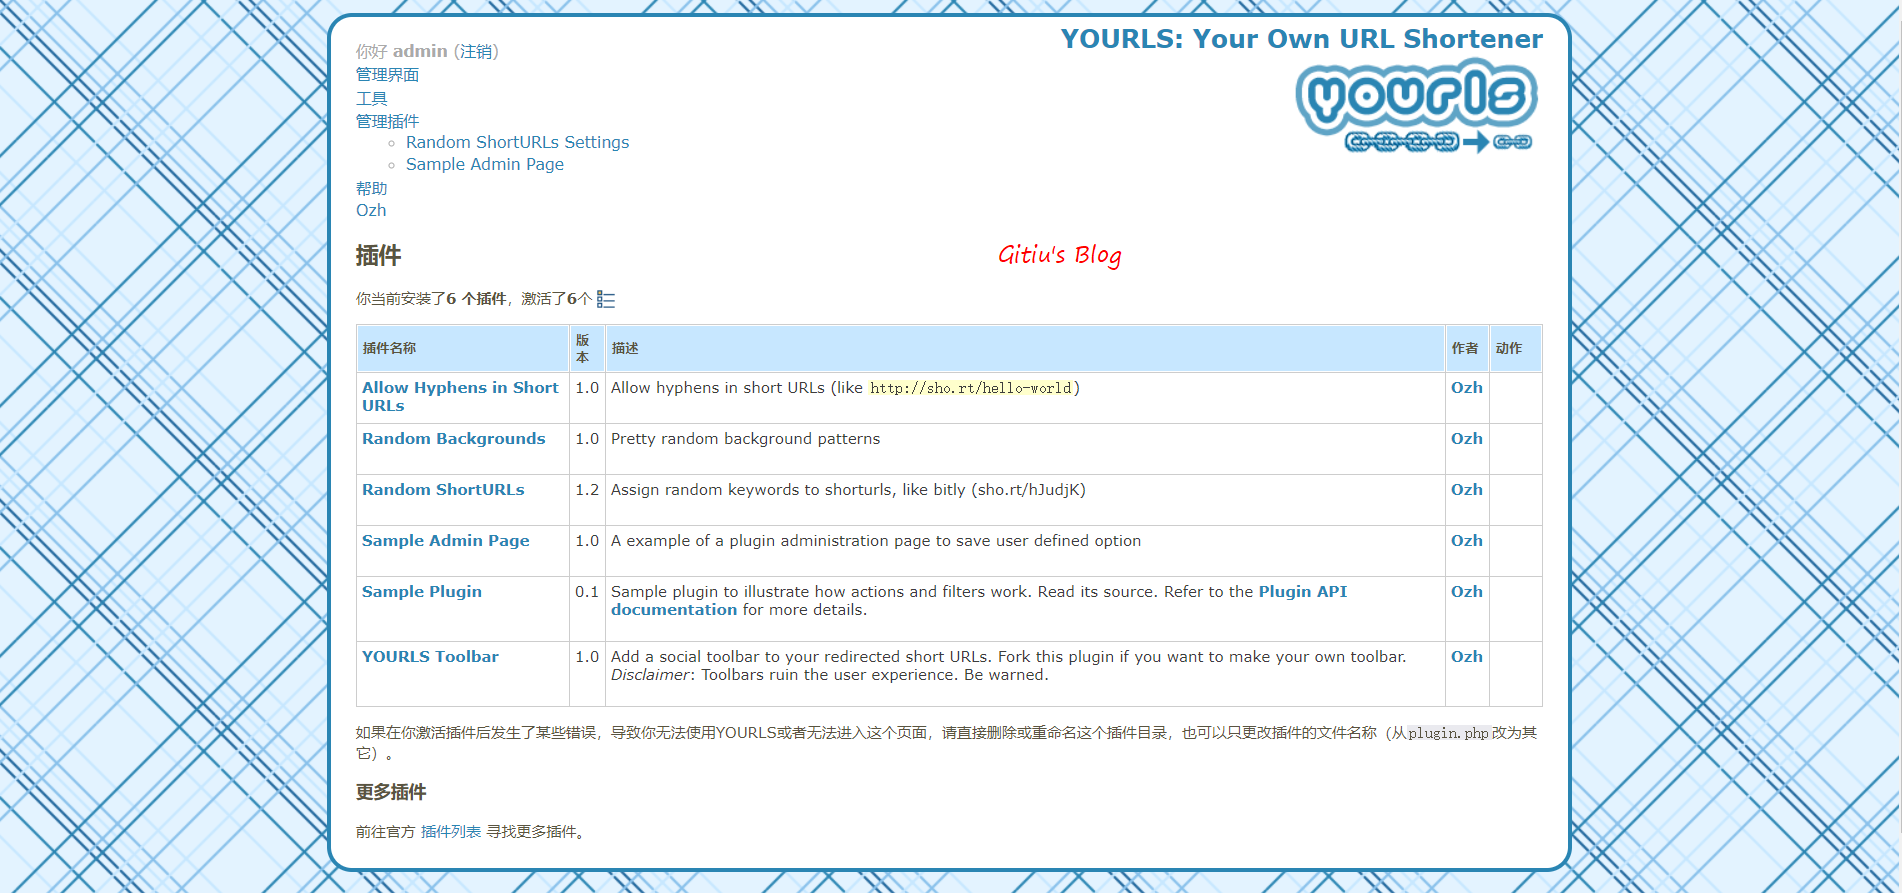 YOURLS: Your Own URL Shortener
yourls
你好 admin (注销)
管理界面
工具
管理插件
Random ShortURLs Settings
Sample Admin Page
帮助
Ozh
插件
Gitiu's Blog
你当前安装了6 个插件，激活了6个
插件名称 版本 描述 作者 动作
Allow Hyphens in Short URLs 1.0 Allow hyphens in short URLs (like http://sho.rt/hello-world) Ozh
Random Backgrounds 1.0 Pretty random background patterns Ozh
Random ShortURLs 1.2 Assign random keywords to shorturls, like bitly (sho.rt/hJudjK) Ozh
Sample Admin Page 1.0 A example of a plugin administration page to save user defined option Ozh
Sample Plugin 0.1 Sample plugin to illustrate how actions and filters work. Read its source. Refer to the Plugin API Ozh
documentation for more details.
YOURLS Toolbar 1.0 Add a social toolbar to your redirected short URLs. Fork this plugin if you want to make your own toolbar. Ozh
Disclaimer: Toolbars ruin the user experience. Be warned.
如果在你激活插件后发生了某些错误，导致你无法使用YOURLS或者无法进入这个页面，请直接删除或重命名这个插件目录，也可以只更改插件的文件名称（从plugin.php改为其
它）。
更多插件
前往官方 插件列表 寻找更多插件。